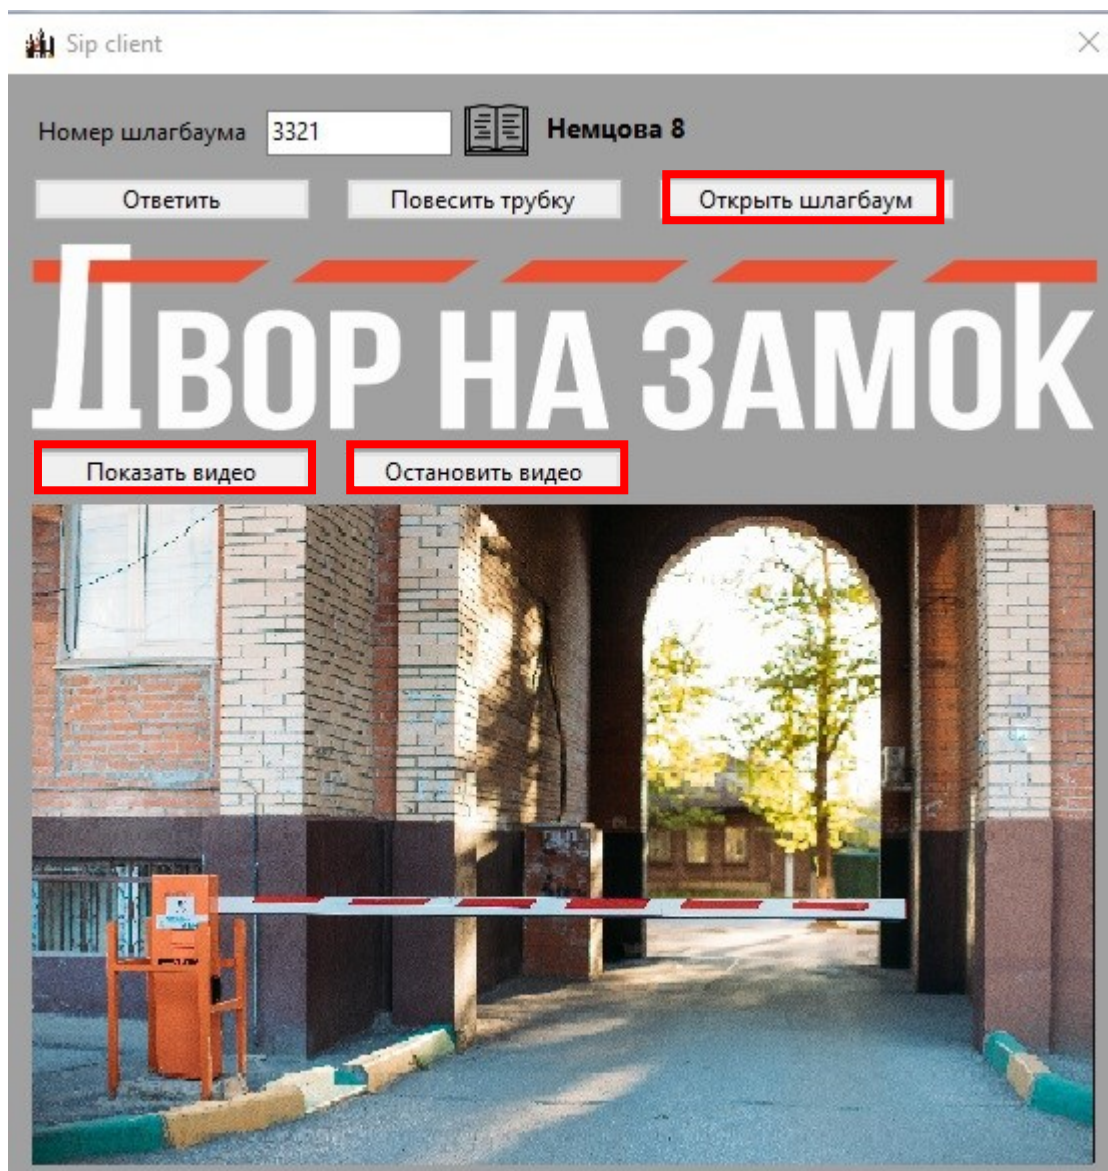 Sip client
Номер шлагбаума 3321 Немцова 8
Ответить Повесить трубку Открыть шлагбаум
ДВОР НА ЗАМОК
Показать видео Остановить видео